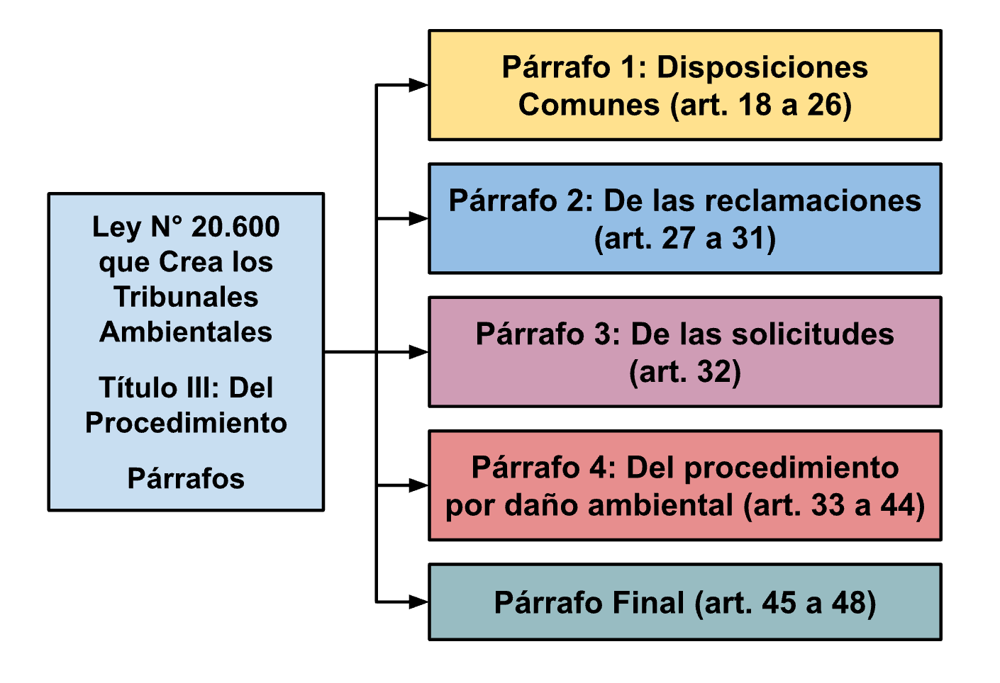 Ley N° 20.600
que Crea los
Tribunales
Ambientales
Título III: Del
Procedimiento
Párrafos
Párrafo 1: Disposiciones
Comunes (art. 18 a 26)
Párrafo 2: De las reclamaciones
(art. 27 a 31)
Párrafo 3: De las solicitudes
(art. 32)
Párrafo 4: Del procedimiento
por daño ambiental (art. 33 a 44)
Párrafo Final (art. 45 a 48)